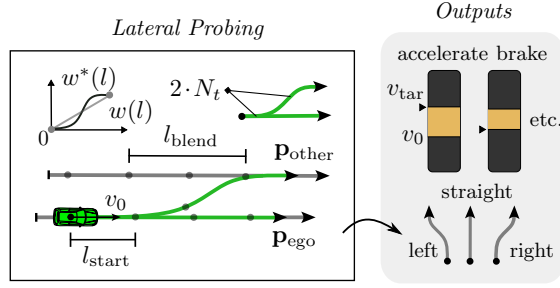 Lateral Probing
w*(l)
w(l)
0
2 · N_t
l_blend
p_other
v_0
p_ego
l_start
Outputs
accelerate brake
v_tar
v_0
etc.
straight
left
right